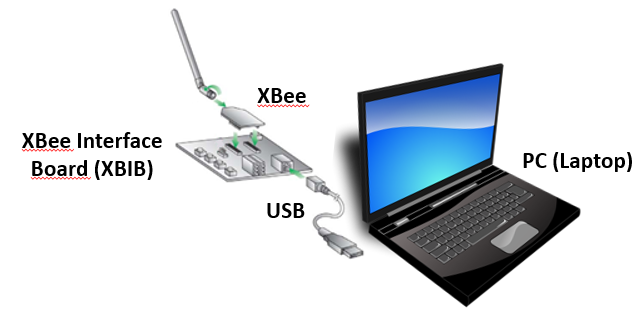 XBee
XBee Interface
Board (XBIB)
PC (Laptop)
USB